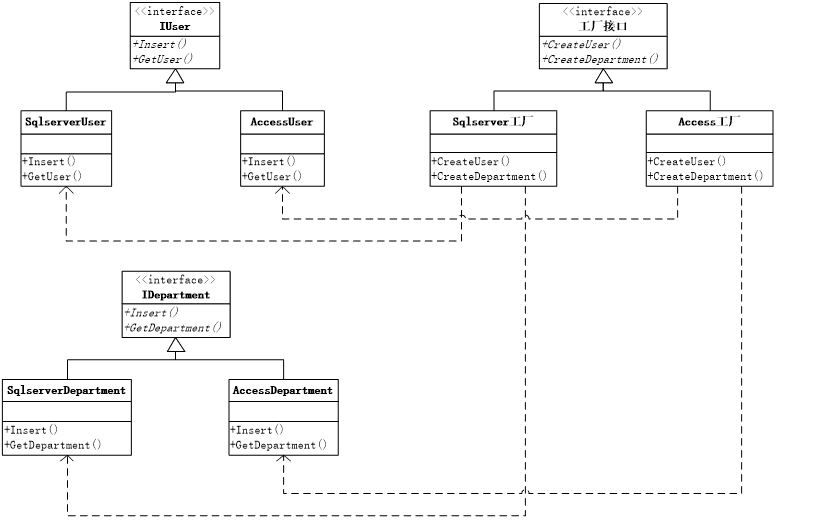 <<interface>>
IUser
+Insert()
+GetUser()
<<interface>>
工厂接口
+CreateUser()
+CreateDepartment()
SqlserverUser
+Insert()
+GetUser()
AccessUser
+Insert()
+GetUser()
Sqlserver工厂
+CreateUser()
+CreateDepartment()
Access工厂
+CreateUser()
+CreateDepartment()
<<interface>>
IDepartment
+Insert()
+GetDepartment()
SqlserverDepartment
+Insert()
+GetDepartment()
AccessDepartment
+Insert()
+GetDepartment()